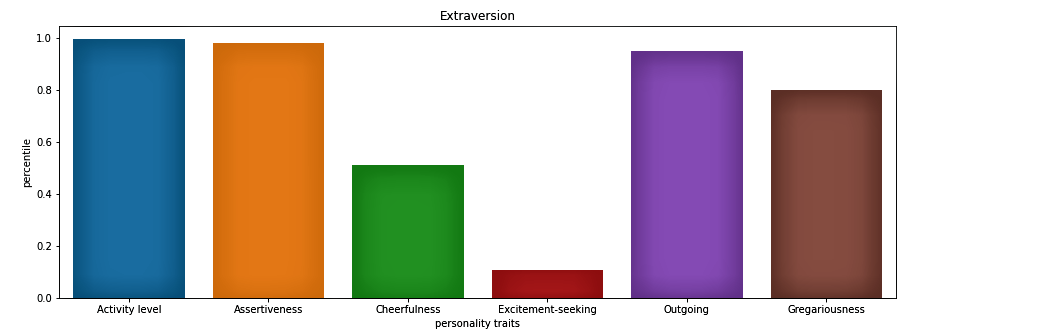 Extraversion
1.0
0.8
0.6
0.4
0.2
0.0
percentile
Activity level
Assertiveness
Cheerfulness
Excitement-seeking
Outgoing
Gregariousness
personality traits